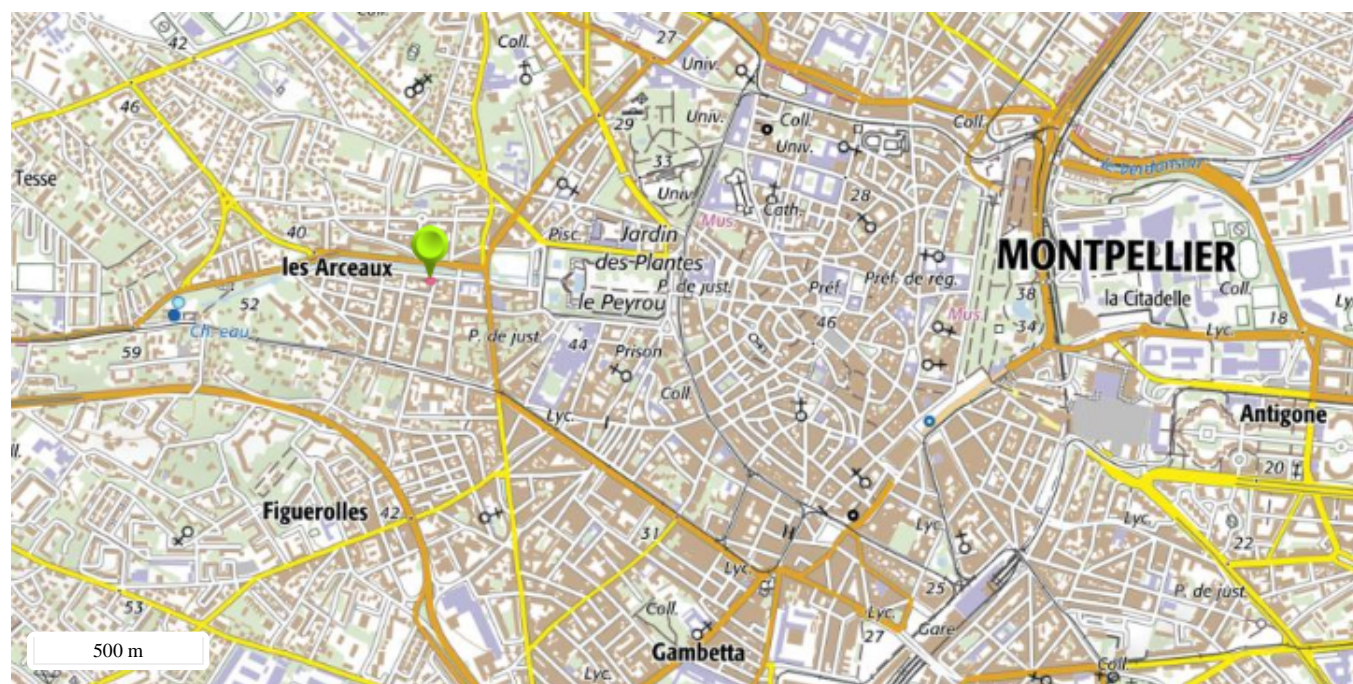 42
Coll.
27
Univ.
46
29
Univ.
Coll.
Univ.
Coll.
33
Univ.
le Verdanson
Tesse
28
Cath.
Mus.
40
Pisc.
Jardin
des-Plantes
MONTPELLIER
les Arceaux
P. de just.
Préf.
Préf. de rég.
Coll.
52
le Peyrou
38
la Citadelle
Mus.
34
18
Ch. eau
P. de just.
44
46
Lyc.
59
Prison
Coll.
Lyc.
Antigone
20
Figuerolles
42
31
Lyc.
Lyc.
22
Lyc.
25
P. de just.
53
Coll.
Lyc.
27
Gare
Gambetta
500 m
Lyc.
Coll.